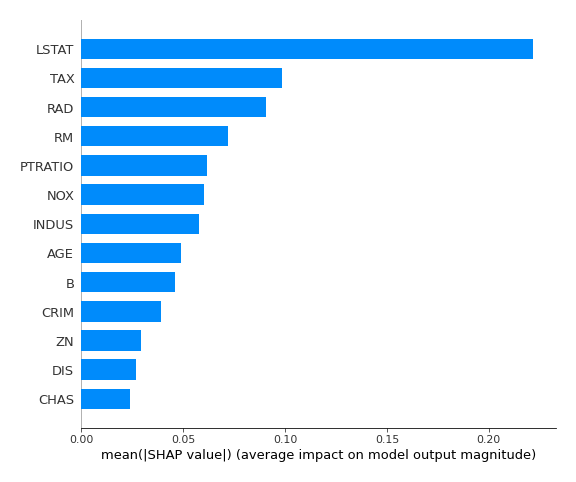 LSTAT
TAX
RAD
RM
PTRATIO
NOX
INDUS
AGE
B
CRIM
ZN
DIS
CHAS
0.00 0.05 0.10 0.15 0.20
mean(|SHAP value|) (average impact on model output magnitude)